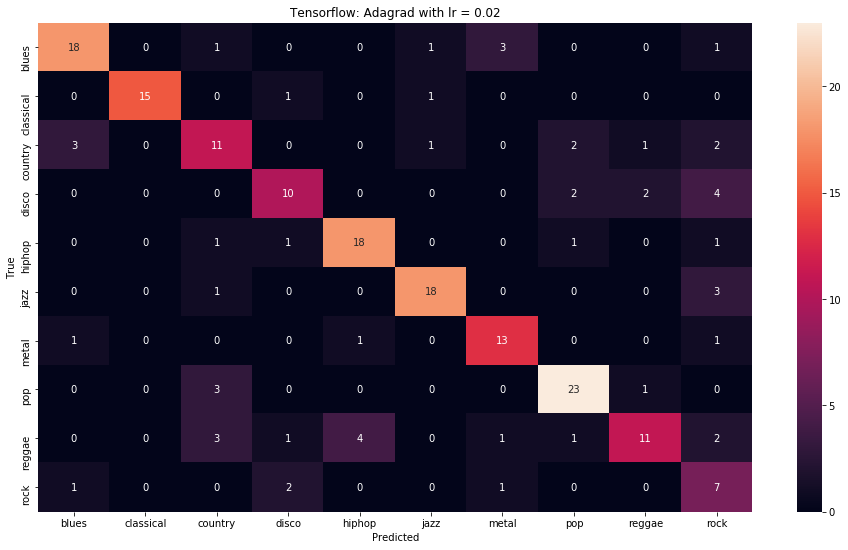 Tensorflow: Adagrad with lr = 0.02
blues 18 0 1 0 0 1 3 0 0 1
classical 0 15 0 1 0 1 0 0 0 0
country 3 0 11 0 0 1 0 2 1 2
disco 0 0 0 10 0 0 0 2 2 4
hiphop 0 0 1 1 18 0 0 1 0 1
jazz 0 0 1 0 0 18 0 0 0 3
metal 1 0 0 0 1 0 13 0 0 1
pop 0 0 3 0 0 0 0 23 1 0
reggae 0 0 3 1 4 0 1 1 11 2
rock 1 0 0 2 0 0 1 0 0 7
True
blues classical country disco hiphop jazz metal pop reggae rock
Predicted
20
15
10
5
0